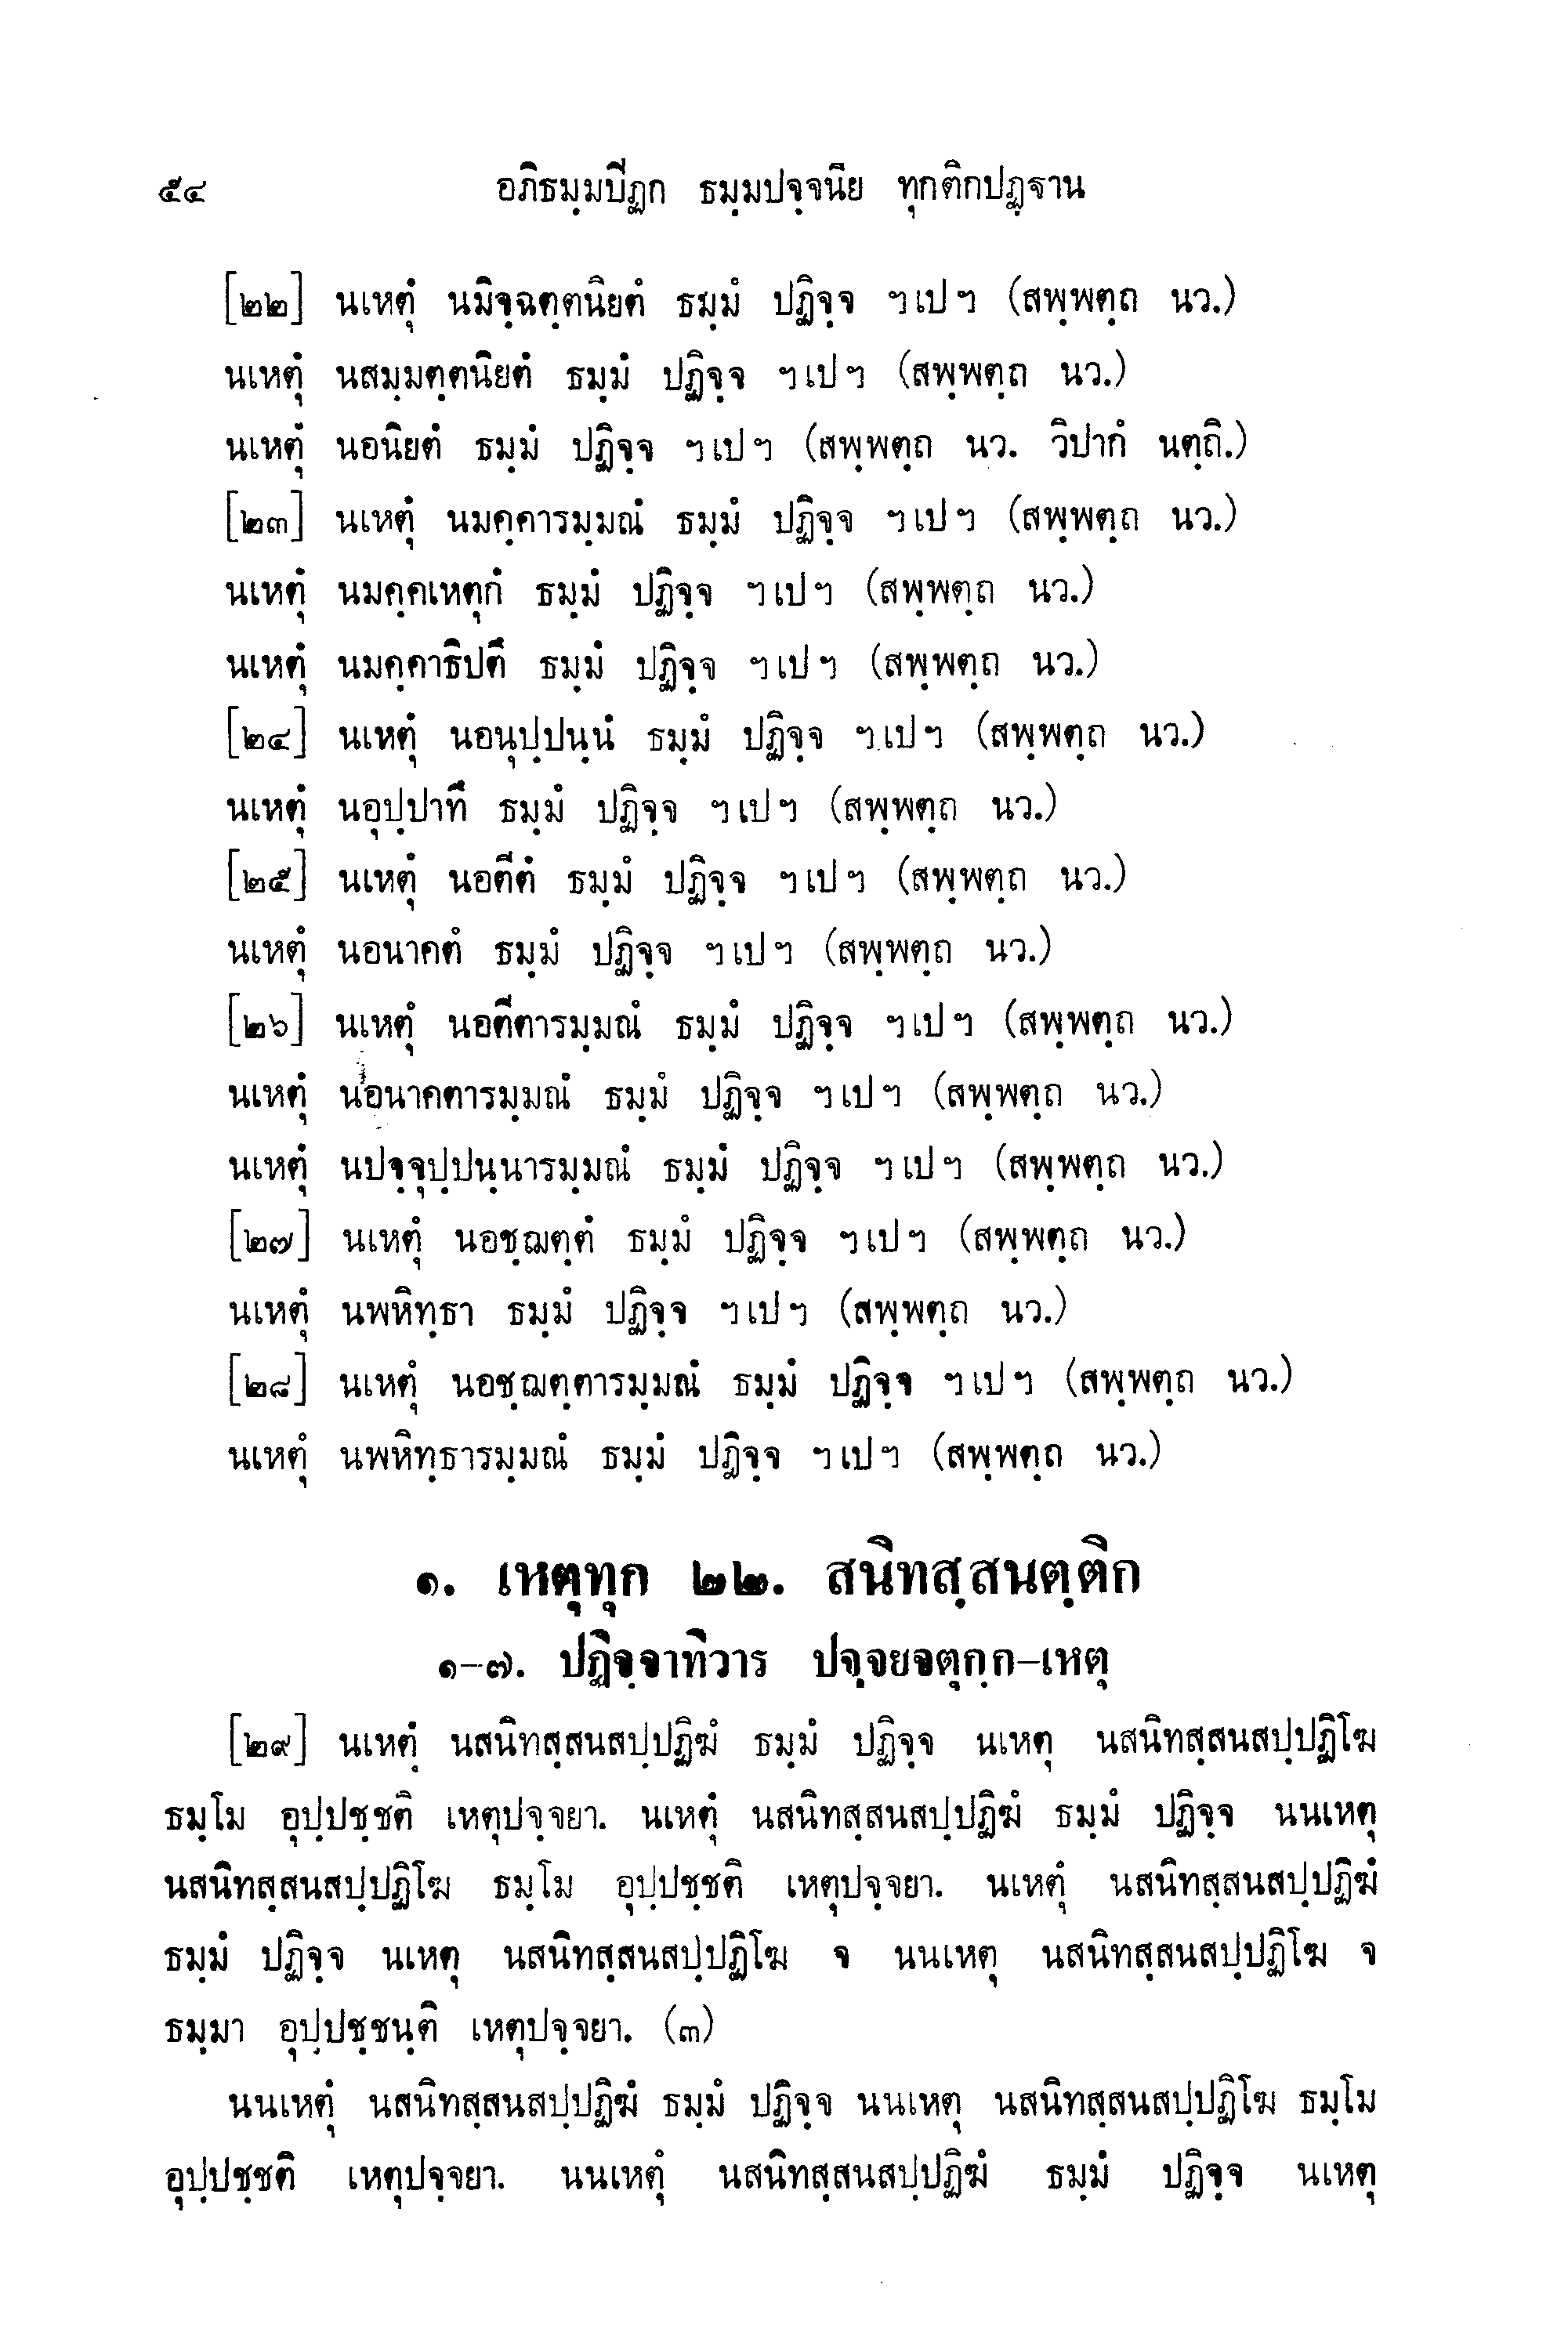 ๕๔ อภิธมฺมปิฏก ธมฺมปจฺจนีย ทุกติกปฏฺฐาน
[๒๒] นเหตุํ นมิจฺฉตฺตนิยตํ ธมฺมํ ปฏิจฺจ ฯเปฯ (สพฺพตฺถ นว.)
นเหตุํ นสมฺมตฺตนิยตํ ธมฺมํ ปฏิจฺจ ฯเปฯ (สพฺพตฺถ นว.)
นเหตุํ นอนิยตํ ธมฺมํ ปฏิจฺจ ฯเปฯ (สพฺพตฺถ นว. วิปากํ นตฺถิ.)
[๒๓] นเหตุํ นมคฺคารมฺมณํ ธมฺมํ ปฏิจฺจ ฯเปฯ (สพฺพตฺถ นว.)
นเหตุํ นมคฺคเหตุกํ ธมฺมํ ปฏิจฺจ ฯเปฯ (สพฺพตฺถ นว.)
นเหตุํ นมคฺคาธิปตึ ธมฺมํ ปฏิจฺจ ฯเปฯ (สพฺพตฺถ นว.)
[๒๔] นเหตุํ นอนุปฺปนฺนํ ธมฺมํ ปฏิจฺจ ฯเปฯ (สพฺพตฺถ นว.)
นเหตุํ นอุปฺปาทึ ธมฺมํ ปฏิจฺจ ฯเปฯ (สพฺพตฺถ นว.)
[๒๕] นเหตุํ นอตีตํ ธมฺมํ ปฏิจฺจ ฯเปฯ (สพฺพตฺถ นว.)
นเหตุํ นอนาคตํ ธมฺมํ ปฏิจฺจ ฯเปฯ (สพฺพตฺถ นว.)
[๒๖] นเหตุํ นอตีตารมฺมณํ ธมฺมํ ปฏิจฺจ ฯเปฯ (สพฺพตฺถ นว.)
นเหตุํ นอนาคตารมฺมณํ ธมฺมํ ปฏิจฺจ ฯเปฯ (สพฺพตฺถ นว.)
นเหตุํ นปจฺจุปฺปนฺนารมฺมณํ ธมฺมํ ปฏิจฺจ ฯเปฯ (สพฺพตฺถ นว.)
[๒๗] นเหตุํ นอชฺฌตฺตํ ธมฺมํ ปฏิจฺจ ฯเปฯ (สพฺพตฺถ นว.)
นเหตุํ นพหิทฺธา ธมฺมํ ปฏิจฺจ ฯเปฯ (สพฺพตฺถ นว.)
[๒๘] นเหตุํ นอชฺฌตฺตารมฺมณํ ธมฺมํ ปฏิจฺจ ฯเปฯ (สพฺพตฺถ นว.)
นเหตุํ นพหิทฺธารมฺมณํ ธมฺมํ ปฏิจฺจ ฯเปฯ (สพฺพตฺถ นว.)
๑. เหตุทุก ๒๒. สนิทสฺสนตฺติก
๑-๗. ปฏิจฺจาทิวาร ปจฺจยจตุกฺก-เหตุ
[๒๙] นเหตุํ นสนิทสฺสนสปฺปฏิฆํ ธมฺมํ ปฏิจฺจ นเหตุ นสนิทสฺสนสปฺปฏิโฆ
ธมฺโม อุปฺปชฺชติ เหตุปจฺจยา. นเหตุํ นสนิทสฺสนสปฺปฏิฆํ ธมฺมํ ปฏิจฺจ นนเหตุ
นสนิทสฺสนสปฺปฏิโฆ ธมฺโม อุปฺปชฺชติ เหตุปจฺจยา. นเหตุํ นสนิทสฺสนสปฺปฏิฆํ
ธมฺมํ ปฏิจฺจ นเหตุ นสนิทสฺสนสปฺปฏิโฆ จ นนเหตุ นสนิทสฺสนสปฺปฏิโฆ จ
ธมฺมา อุปฺปชฺชนฺติ เหตุปจฺจยา. (๓)
นนเหตุํ นสนิทสฺสนสปฺปฏิฆํ ธมฺมํ ปฏิจฺจ นนเหตุ นสนิทสฺสนสปฺปฏิโฆ ธมฺโม
อุปฺปชฺชติ เหตุปจฺจยา. นนเหตุํ นสนิทสฺสนสปฺปฏิฆํ ธมฺมํ ปฏิจฺจ นเหตุ